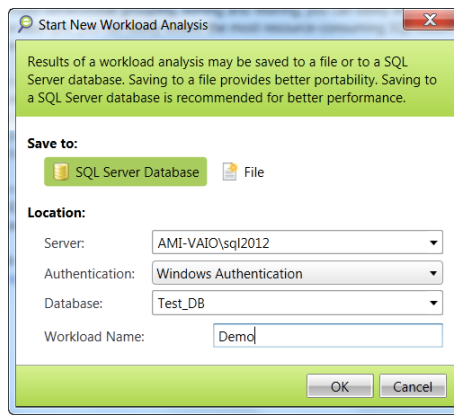 Start New Workload Analysis
Results of a workload analysis may be saved to a file or to a SQL
Server database. Saving to a file provides better portability. Saving to
a SQL Server database is recommended for better performance.
Save to:
SQL Server Database File
Location:
Server: AMI-VAIO\sql2012
Authentication: Windows Authentication
Database: Test_DB
Workload Name: Demo
OK Cancel